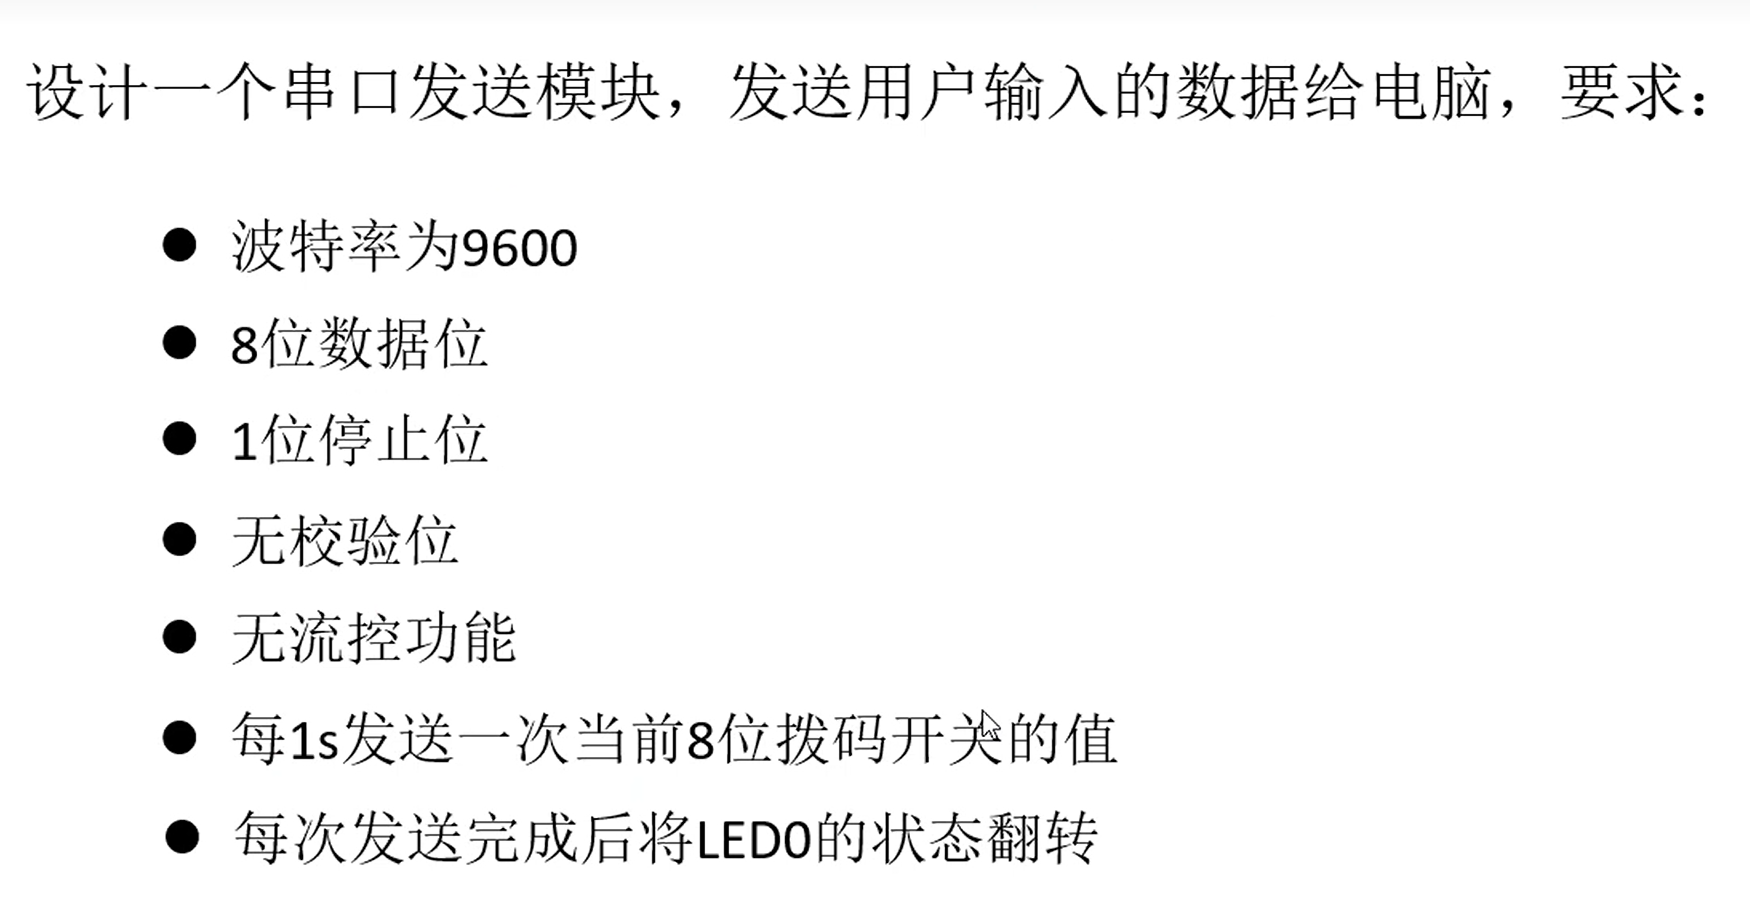 设计一个串口发送模块，发送用户输入的数据给电脑，要求：
● 波特率为9600
● 8位数据位
● 1位停止位
● 无校验位
● 无流控功能
● 每1s发送一次当前8位拨码开关的值
● 每次发送完成后将LED0的状态翻转